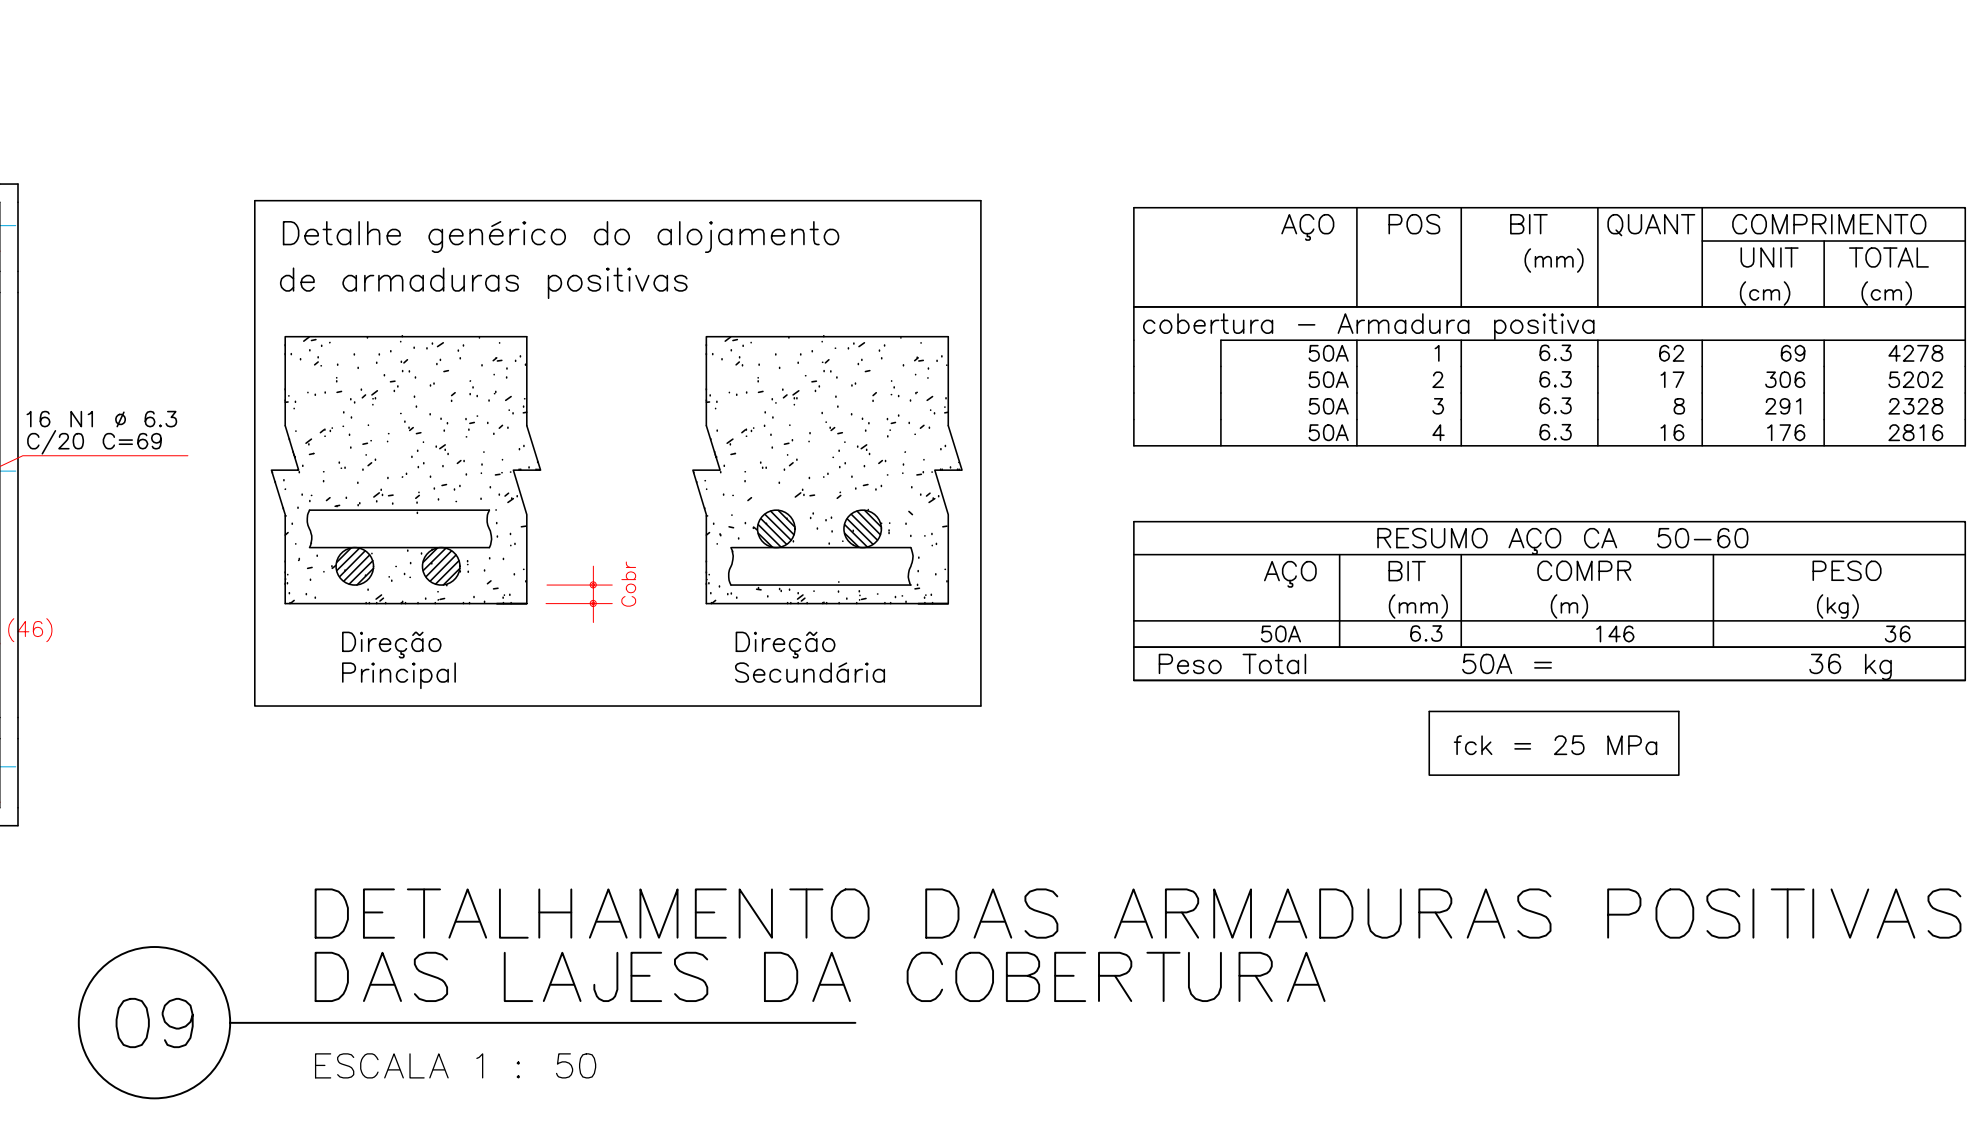 16 N1 ø 6.3
C/20 C=69
(46)
Detalhe genérico do alojamento
de armaduras positivas
Cobr
Direção
Principal
Direção
Secundária
AÇO POS BIT QUANT COMPRIMENTO
(mm) UNIT TOTAL
(cm) (cm)
cobertura - Armadura positiva
50A 1 6.3 62 69 4278
50A 2 6.3 17 306 5202
50A 3 6.3 8 291 2328
50A 4 6.3 16 176 2816
RESUMO AÇO CA 50-60
AÇO BIT COMPR PESO
(mm) (m) (kg)
50A 6.3 146 36
Peso Total 50A = 36 kg
fck = 25 MPa
DETALHAMENTO DAS ARMADURAS POSITIVAS
DAS LAJES DA COBERTURA
09
ESCALA 1 : 50